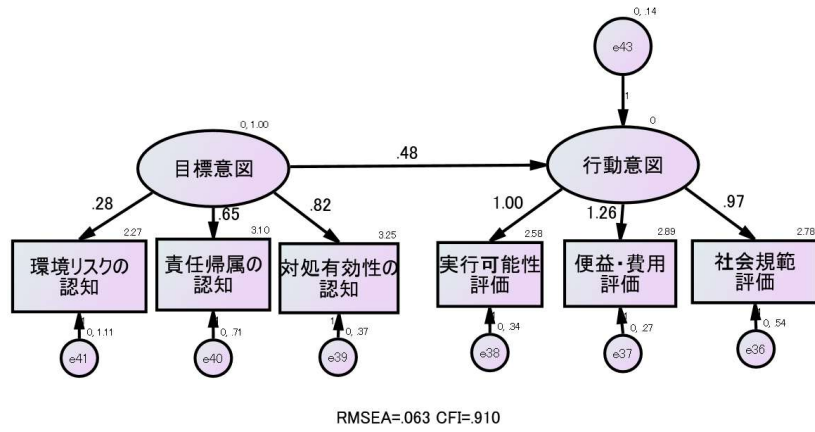 0, .14
e43
1
0, 1.00
0
目標意図
.48
行動意図
.28
.65
.82
1.00
1.26
.97
2.27
3.10
3.25
2.58
2.89
2.78
環境リスクの
認知
責任帰属の
認知
対処有効性の
認知
実行可能性
評価
便益・費用
評価
社会規範
評価
1
1
1
1
1
1
0, 1.11
0, .71
0, .37
0, .34
0, .27
0, .54
e41
e40
e39
e38
e37
e36
RMSEA=.063 CFI=.910